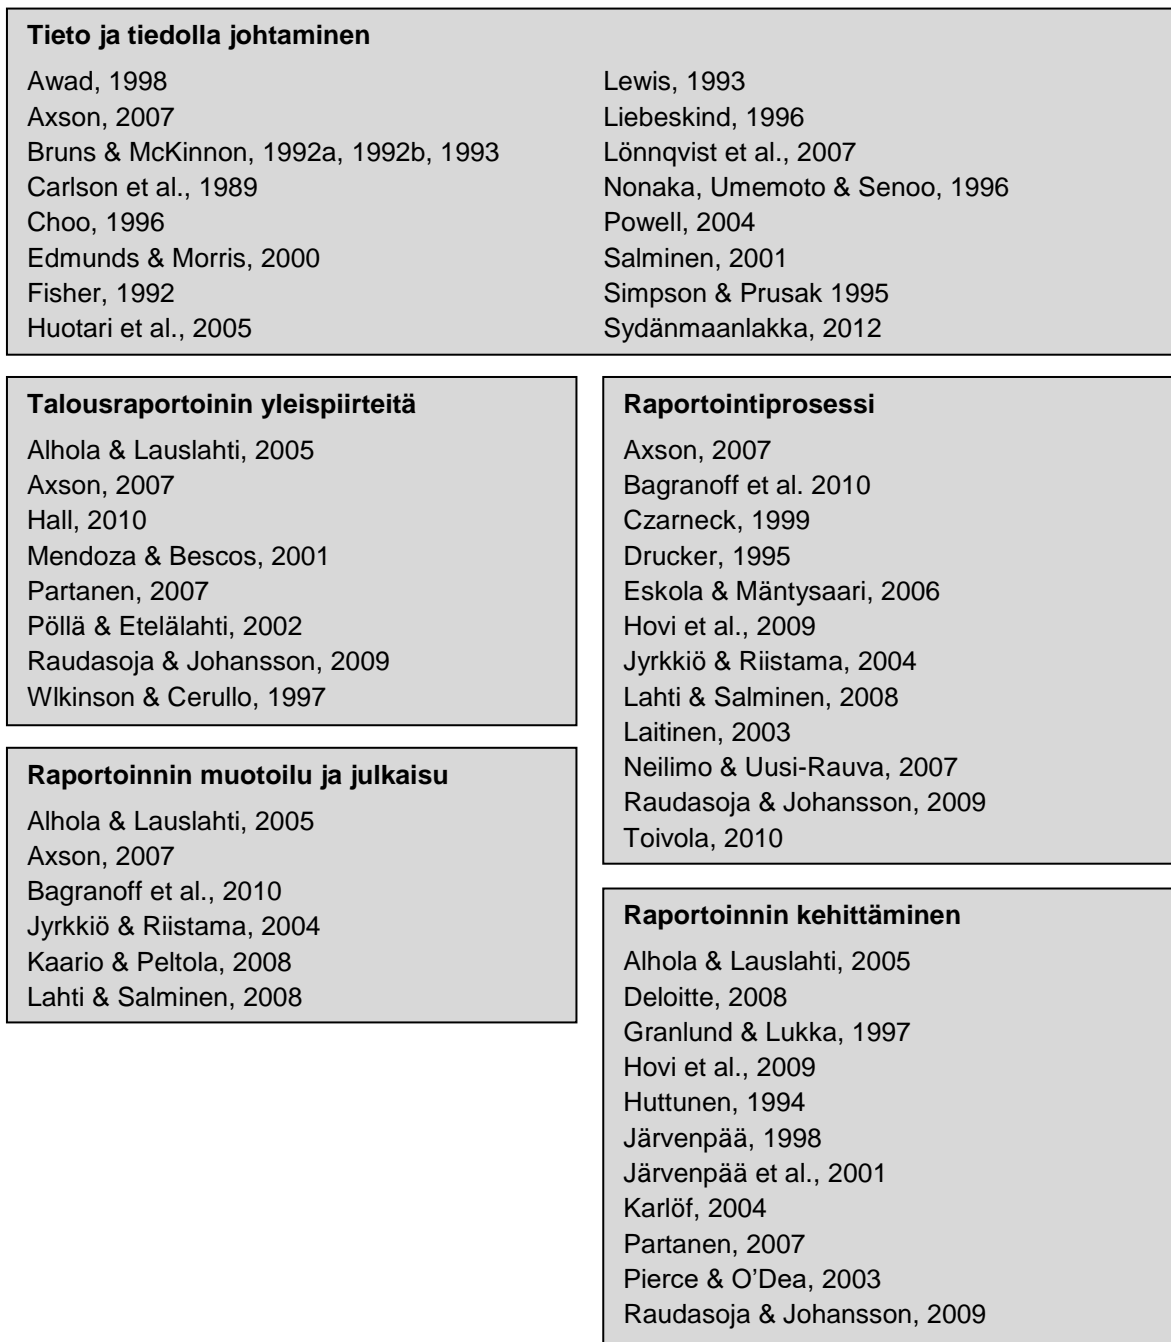 Tieto ja tiedolla johtaminen
Awad, 1998
Axson, 2007
Bruns & McKinnon, 1992a, 1992b, 1993
Carlson et al., 1989
Choo, 1996
Edmunds & Morris, 2000
Fisher, 1992
Huotari et al., 2005
Lewis, 1993
Liebeskind, 1996
Lönnqvist et al., 2007
Nonaka, Umemoto & Senoo, 1996
Powell, 2004
Salminen, 2001
Simpson & Prusak 1995
Sydänmaanlakka, 2012
Talousraportoinin yleispiirteitä
Alhola & Lauslahti, 2005
Axson, 2007
Hall, 2010
Mendoza & Bescos, 2001
Partanen, 2007
Pöllä & Etelälahti, 2002
Raudasoja & Johansson, 2009
WIkinson & Cerullo, 1997
Raportoinnin muotoilu ja julkaisu
Alhola & Lauslahti, 2005
Axson, 2007
Bagranoff et al., 2010
Jyrkkiö & Riistama, 2004
Kaario & Peltola, 2008
Lahti & Salminen, 2008
Raportointiprosessi
Axson, 2007
Bagranoff et al. 2010
Czarneck, 1999
Drucker, 1995
Eskola & Mäntysaari, 2006
Hovi et al., 2009
Jyrkkiö & Riistama, 2004
Lahti & Salminen, 2008
Laitinen, 2003
Neilimo & Uusi-Rauva, 2007
Raudasoja & Johansson, 2009
Toivola, 2010
Raportoinnin kehittäminen
Alhola & Lauslahti, 2005
Deloitte, 2008
Granlund & Lukka, 1997
Hovi et al., 2009
Huttunen, 1994
Järvenpää, 1998
Järvenpää et al., 2001
Karlöf, 2004
Partanen, 2007
Pierce & O’Dea, 2003
Raudasoja & Johansson, 2009